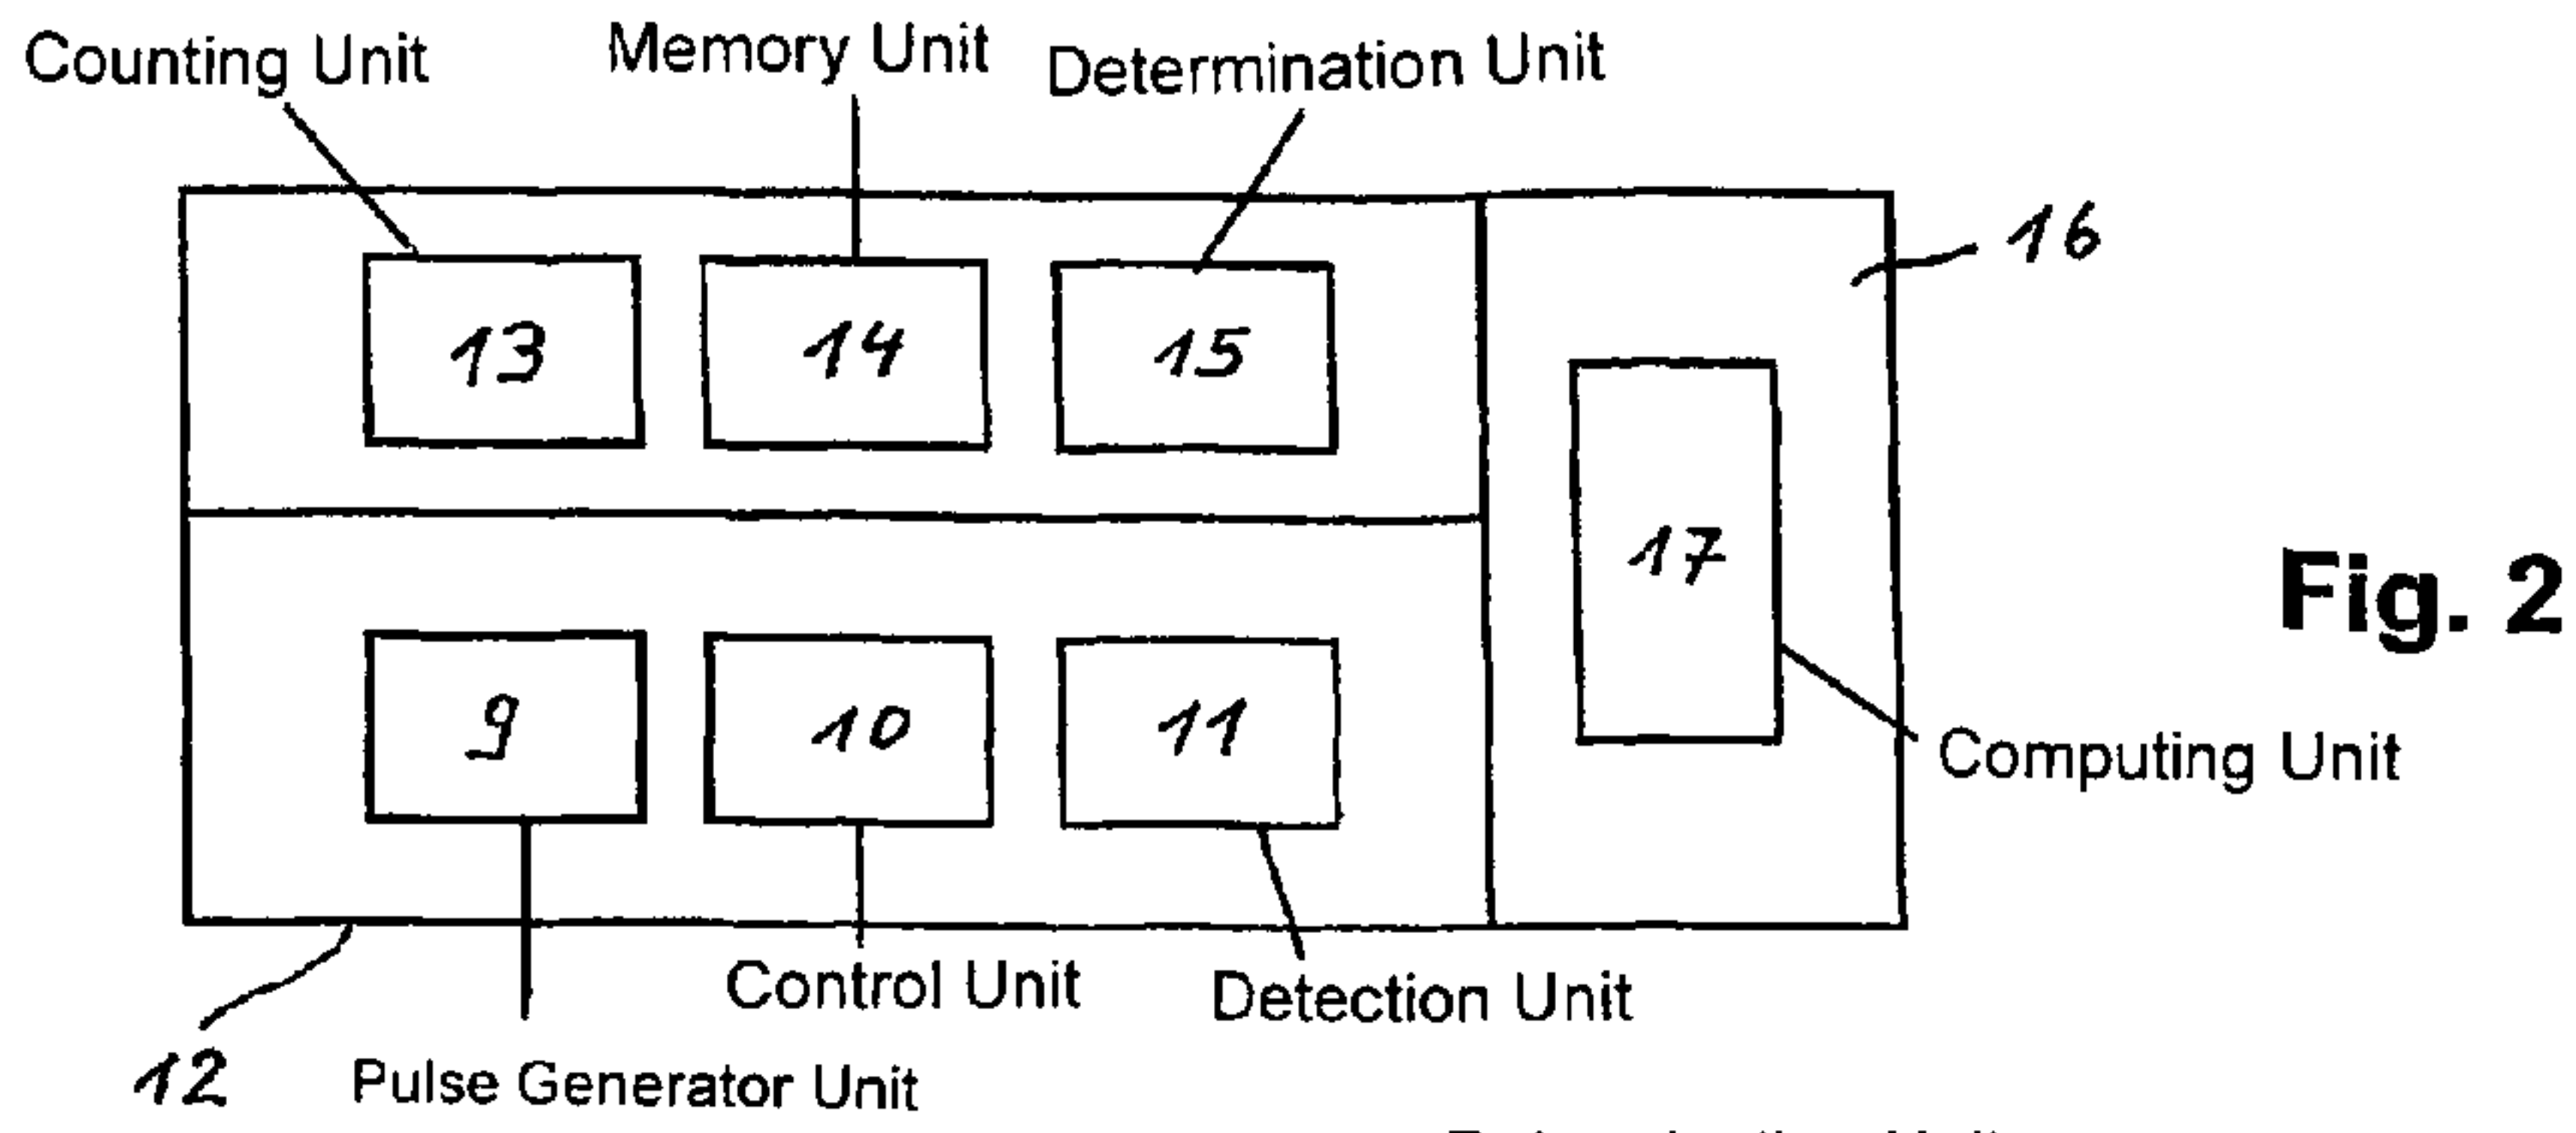 Counting Unit
Memory Unit
Determination Unit
16
13
14
15
17
Fig. 2
9
10
11
Computing Unit
Control Unit
Detection Unit
12
Pulse Generator Unit